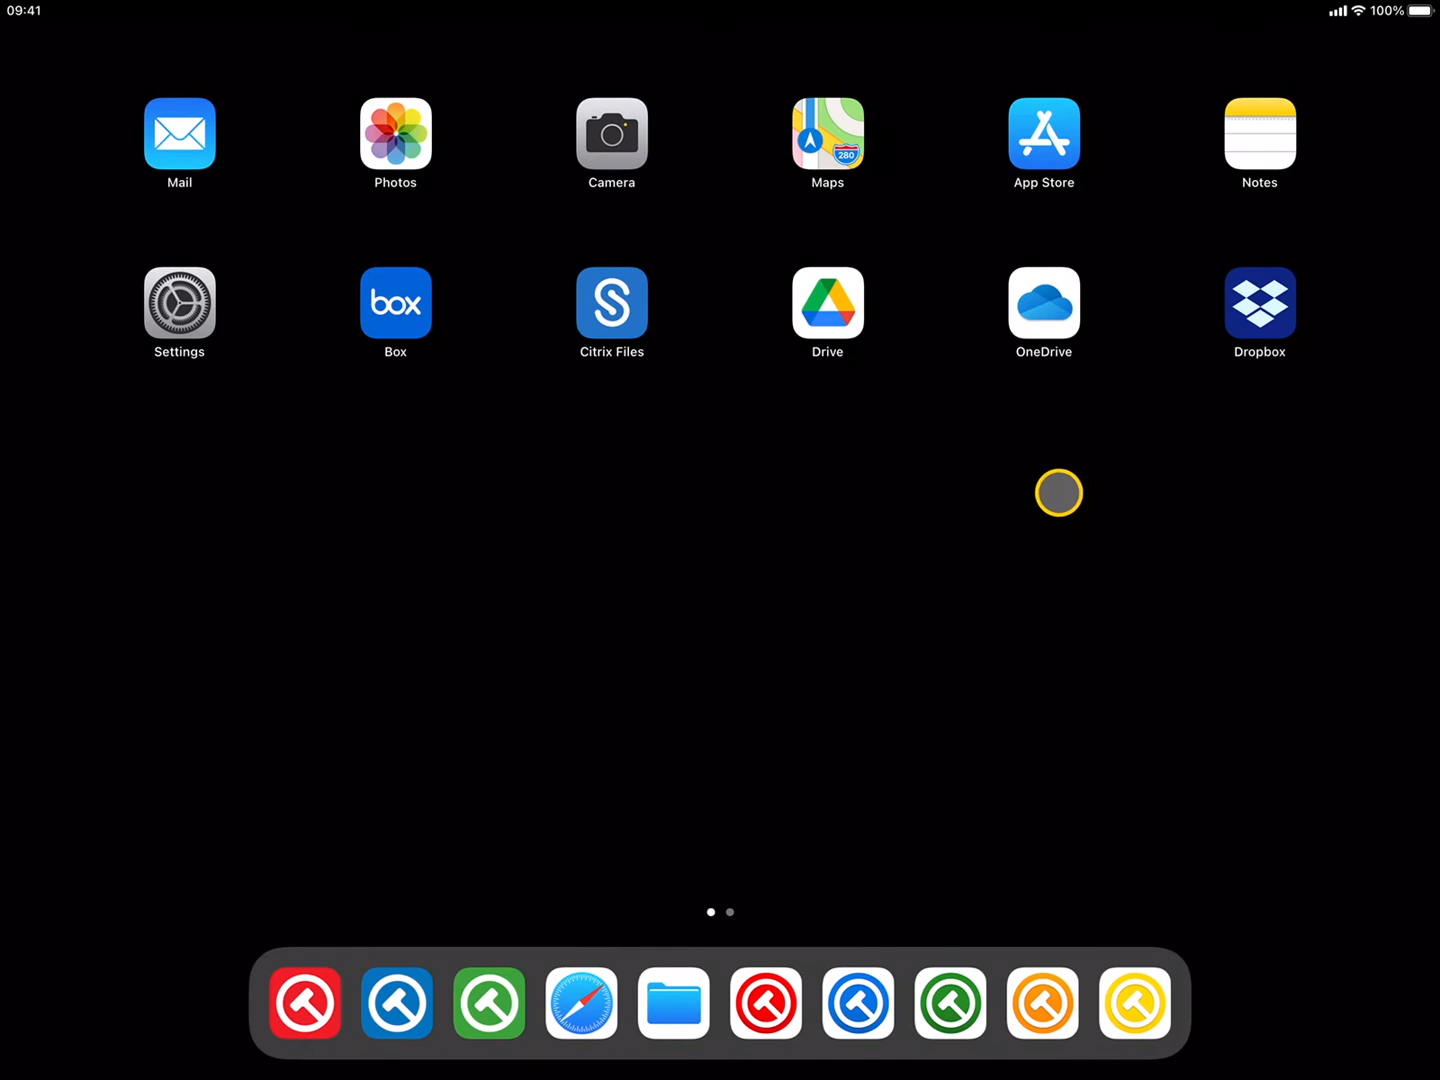 09:41
100%
280
Mail
Photos
Camera
Maps
App Store
Notes
box
Settings
Box
Citrix Files
Drive
OneDrive
Dropbox